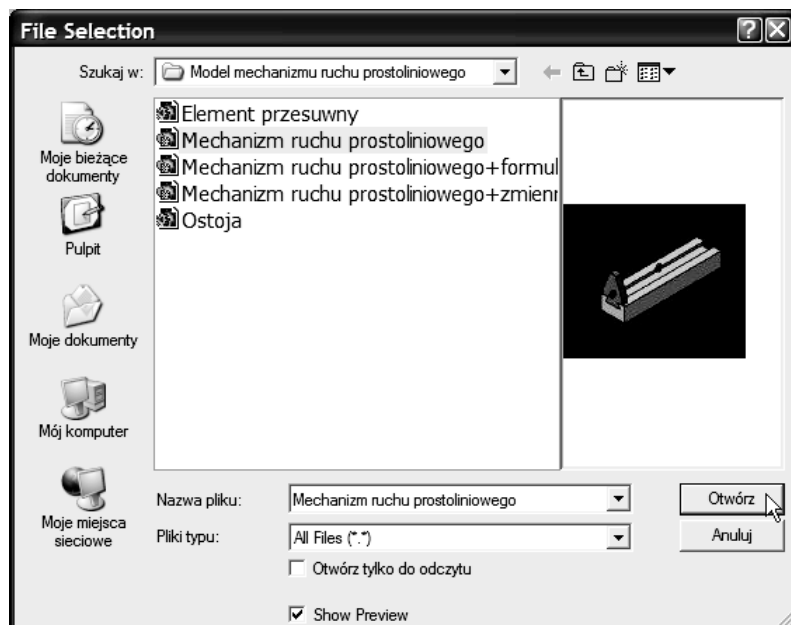 File Selection
Szukaj w:
Model mechanizmu ruchu prostoliniowego
Element przesuwny
Mechanizm ruchu prostoliniowego
Mechanizm ruchu prostoliniowego+formuł
Mechanizm ruchu prostoliniowego+zmienn
Ostoja
Moje bieżące
dokumenty
Pulpit
Moje dokumenty
Mój komputer
Moje miejsca
sieciowe
Nazwa pliku:
Mechanizm ruchu prostoliniowego
Otwórz
Pliki typu:
All Files (*.*)
Anuluj
Otwórz tylko do odczytu
Show Preview